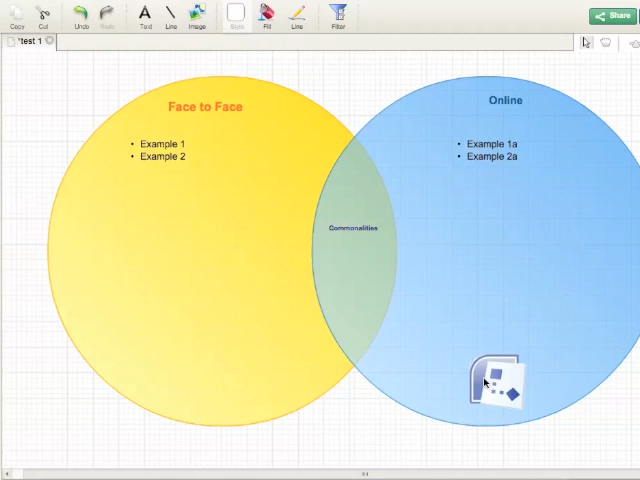 Copy Cut Undo Redo Text Line Image Style Fill Line Filter Share
*test 1
Face to Face
Online
• Example 1
• Example 2
• Example 1a
• Example 2a
Commonalities